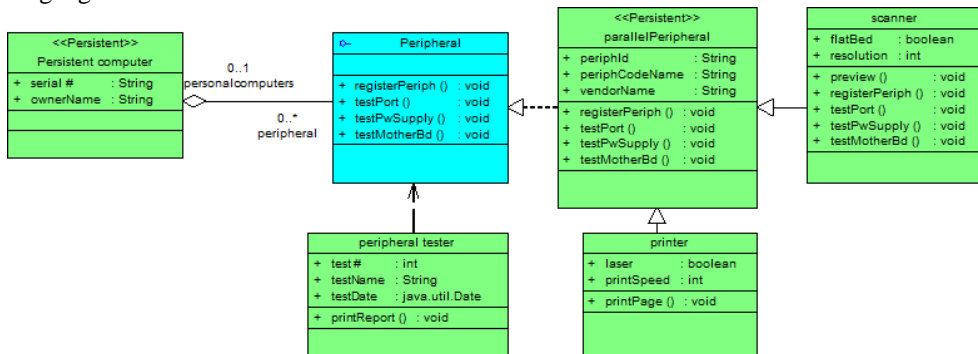 <<Persistent>>
Persistent computer
+ serial # : String
+ ownerName : String
0..1
personalcomputers
0..*
peripheral
Peripheral
+ registerPeriph () : void
+ testPort () : void
+ testPwSupply () : void
+ testMotherBd () : void
<<Persistent>>
parallelPeripheral
+ periphId : String
+ periphCodeName : String
+ vendorName : String
+ registerPeriph () : void
+ testPort () : void
+ testPwSupply () : void
+ testMotherBd () : void
scanner
+ flatBed : boolean
+ resolution : int
+ preview () : void
+ registerPeriph () : void
+ testPort () : void
+ testPwSupply () : void
+ testMotherBd () : void
peripheral tester
+ test# : int
+ testName : String
+ testDate : java.util.Date
+ printReport () : void
printer
+ laser : boolean
+ printSpeed : int
+ printPage () : void